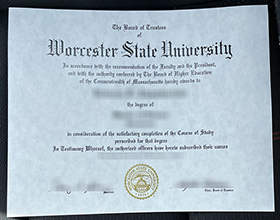 The Board of Trustees
of
Worcester State University
In accordance with the recommendation of the Faculty and the President,
and with the authority conferred by The Board of Higher Education
of the Commonwealth of Massachusetts hereby awards to
the degree of
in consideration of the satisfactory completion of the Course of Study
prescribed for that degree
In Testimony Whereof, the authorized officers have hereto subscribed their names